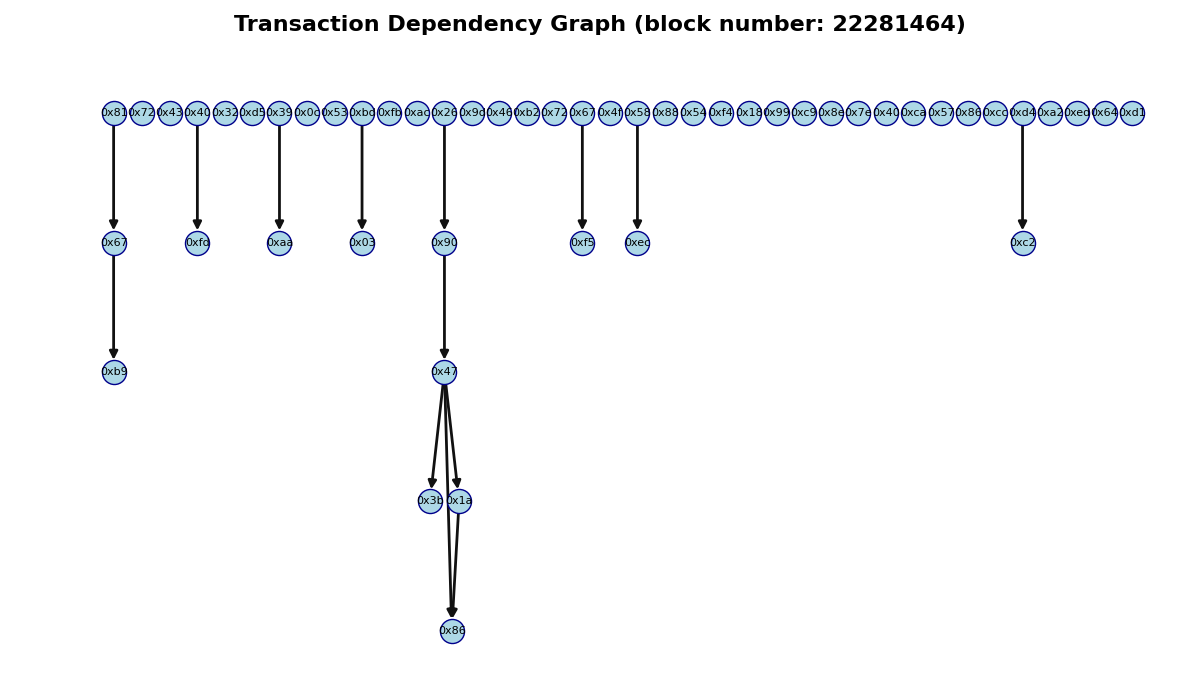 Transaction Dependency Graph (block number: 22281464)
0x81 0x72 0x43 0x40 0x32 0xd5 0x39 0x0c 0x53 0xbd 0xfb 0xac 0x26 0x9d 0x46 0xb2 0x72 0x67 0x4f 0x58 0x88 0x54 0xf4 0x18 0x99 0xc9 0x8e 0x7e 0x40 0xca 0x57 0x86 0xcc 0xd4 0xa2 0xed 0x64 0xd1
0x67 0xfd 0xaa 0x03 0x90 0xf5 0xec 0xc2
0xb9 0x47
0x3b 0x1a
0x86